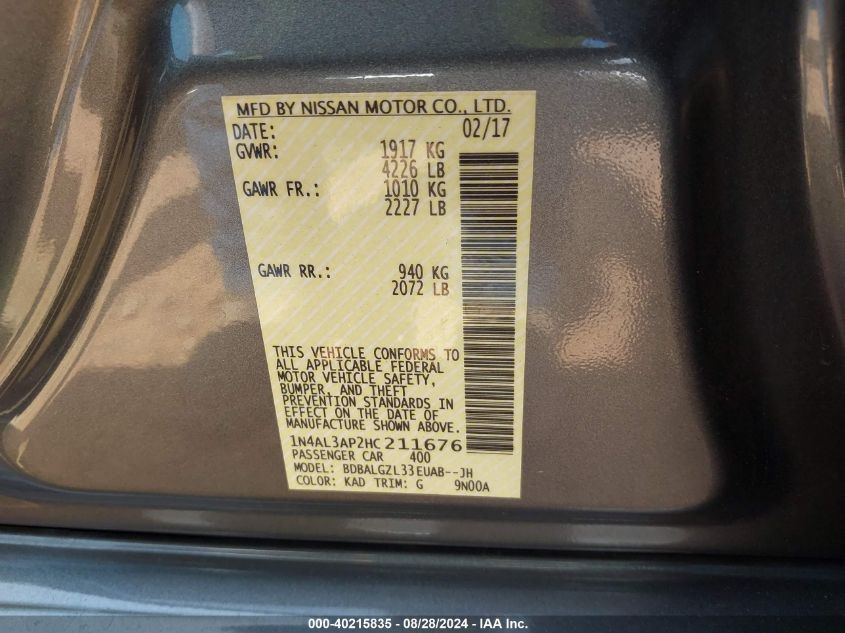 MFD BY NISSAN MOTOR CO., LTD.
DATE: 02/17
GVWR: 1917 KG
4226 LB
GAWR FR.: 1010 KG
2227 LB
GAWR RR.: 940 KG
2072 LB
THIS VEHICLE CONFORMS TO
ALL APPLICABLE FEDERAL
MOTOR VEHICLE SAFETY,
BUMPER, AND THEFT
PREVENTION STANDARDS IN
EFFECT ON THE DATE OF
MANUFACTURE SHOWN ABOVE.
1N4AL3AP2HC211676
PASSENGER CAR 400
MODEL: BDBALGZL33EUAB--JH
COLOR: KAD TRIM: G 9N00A
000-40215835 - 08/28/2024 - IAA Inc.